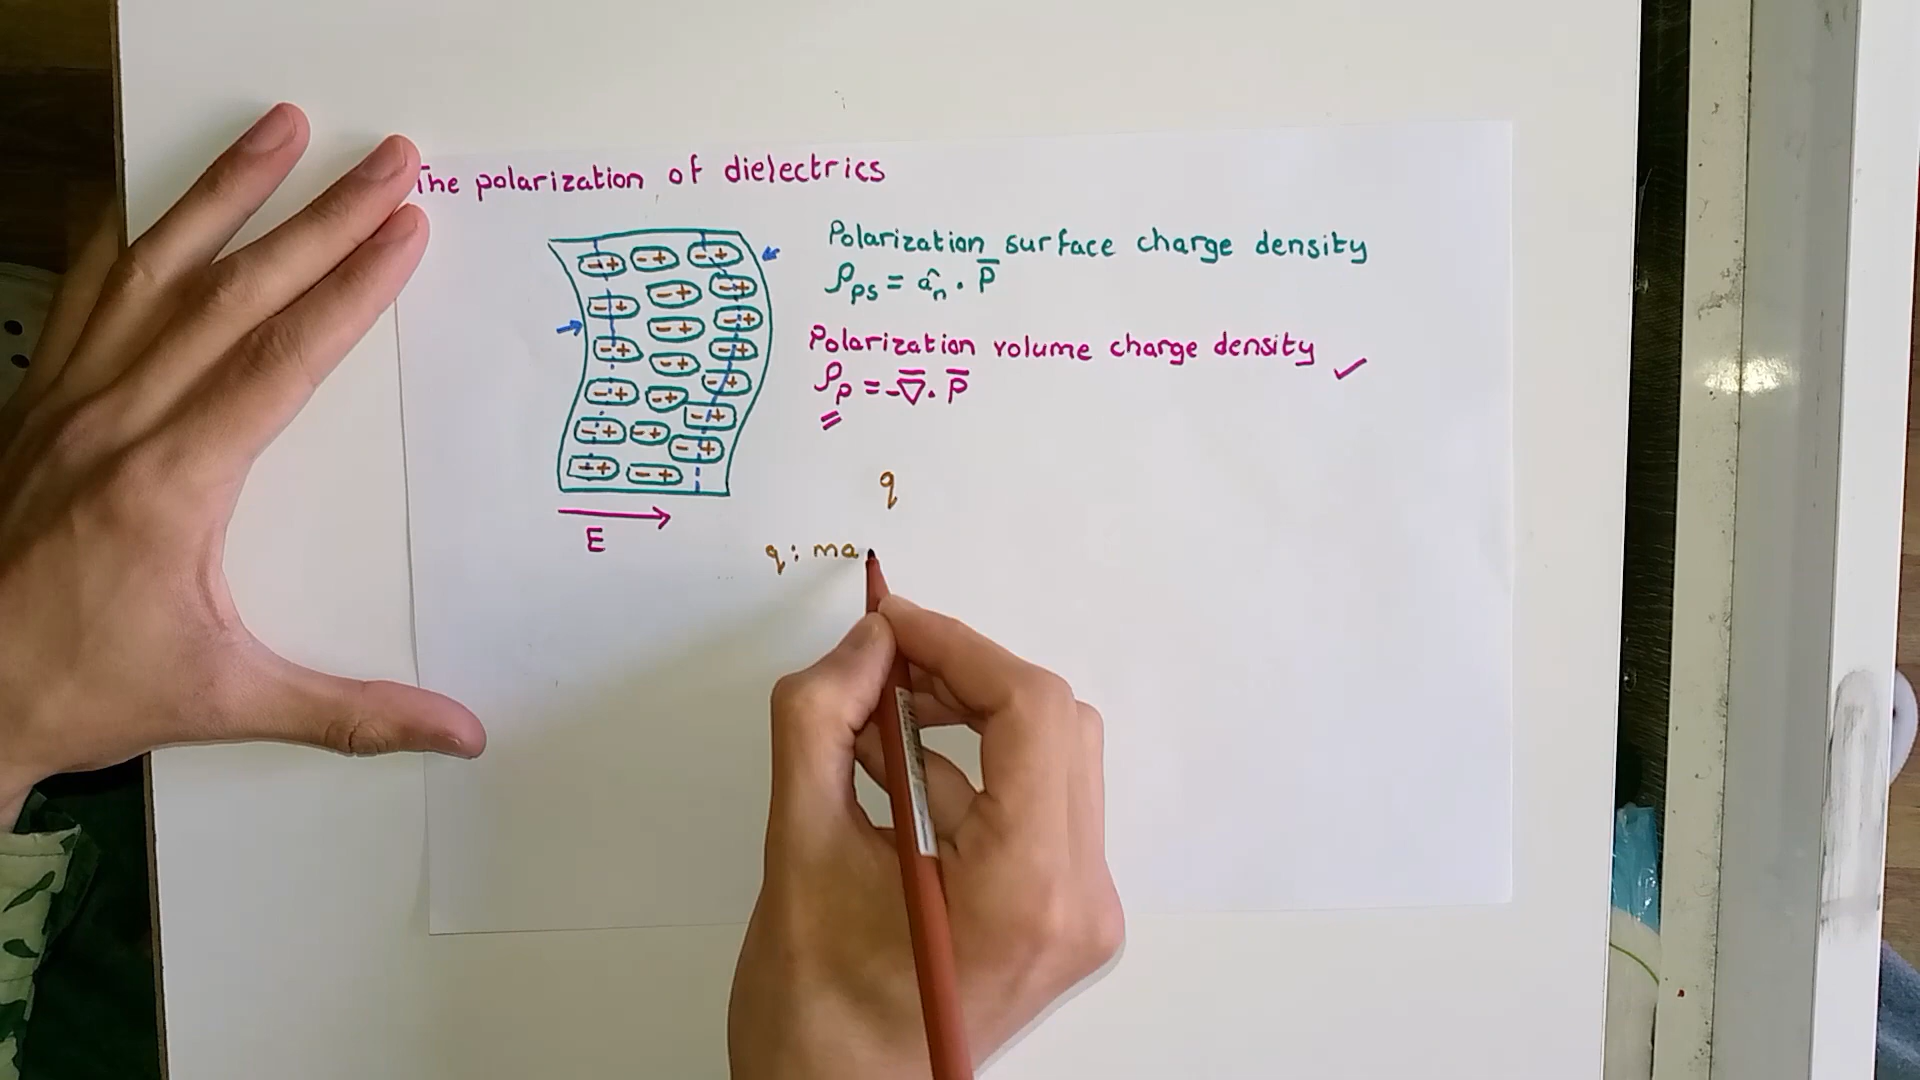 The polarization of dielectrics
Polarization surface charge density
ρps = ân . P̅
Polarization volume charge density ✓
ρp = -∇̅ . P̅
q
E
q: ma